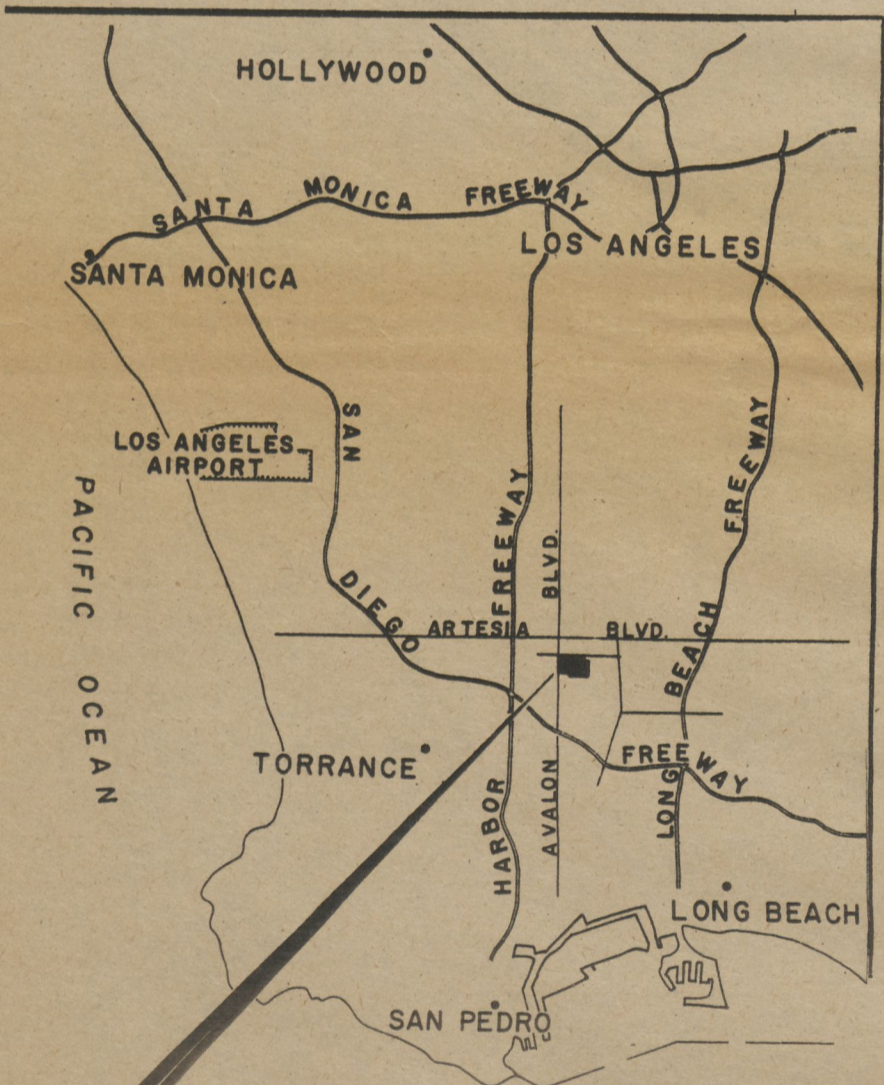 HOLLYWOOD
SANTA MONICA FREEWAY
LOS ANGELES
SANTA MONICA
SAN DIEGO FREEWAY
LOS ANGELES
AIRPORT
PACIFIC OCEAN
HARBOR FREEWAY
AVALON BLVD.
LONG BEACH FREEWAY
ARTESIA BLVD.
TORRANCE
LONG BEACH
SAN PEDRO